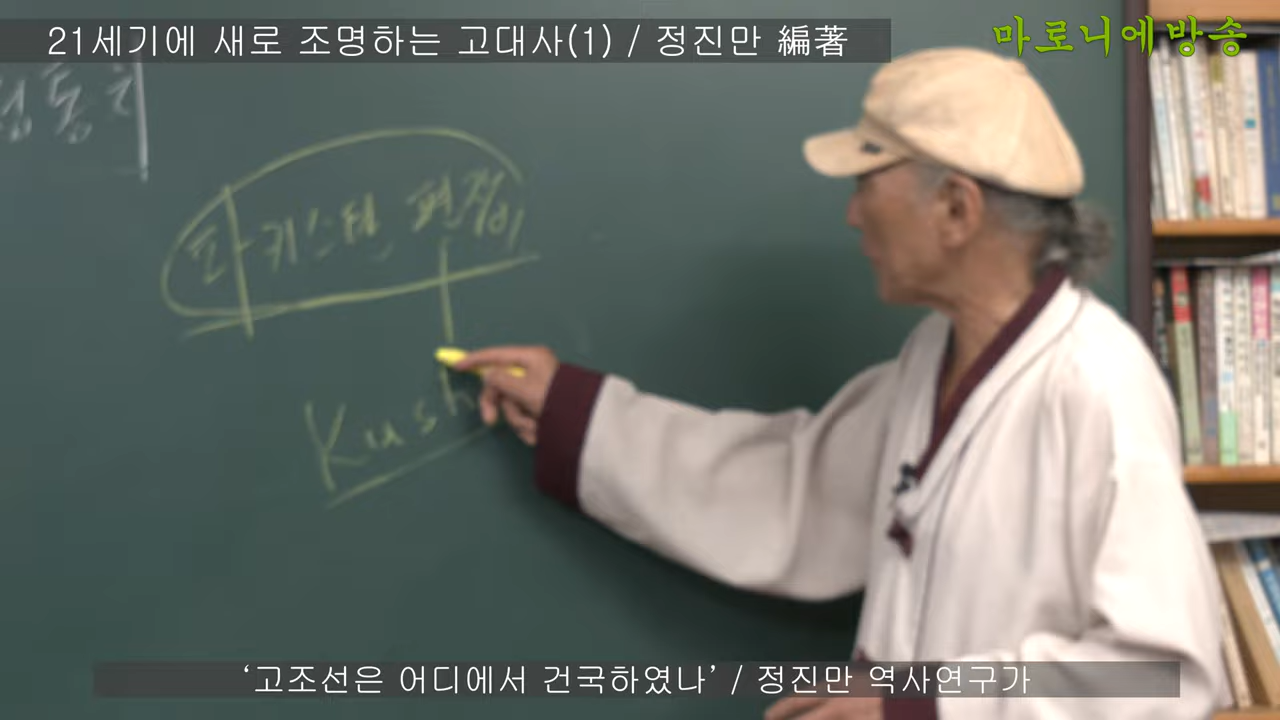 21세기에 새로 조명하는 고대사(1) / 정진만 編著
마로니에방송
파키스탄 편잡이
Kush
'고조선은 어디에서 건국하였나' / 정진만 역사연구가